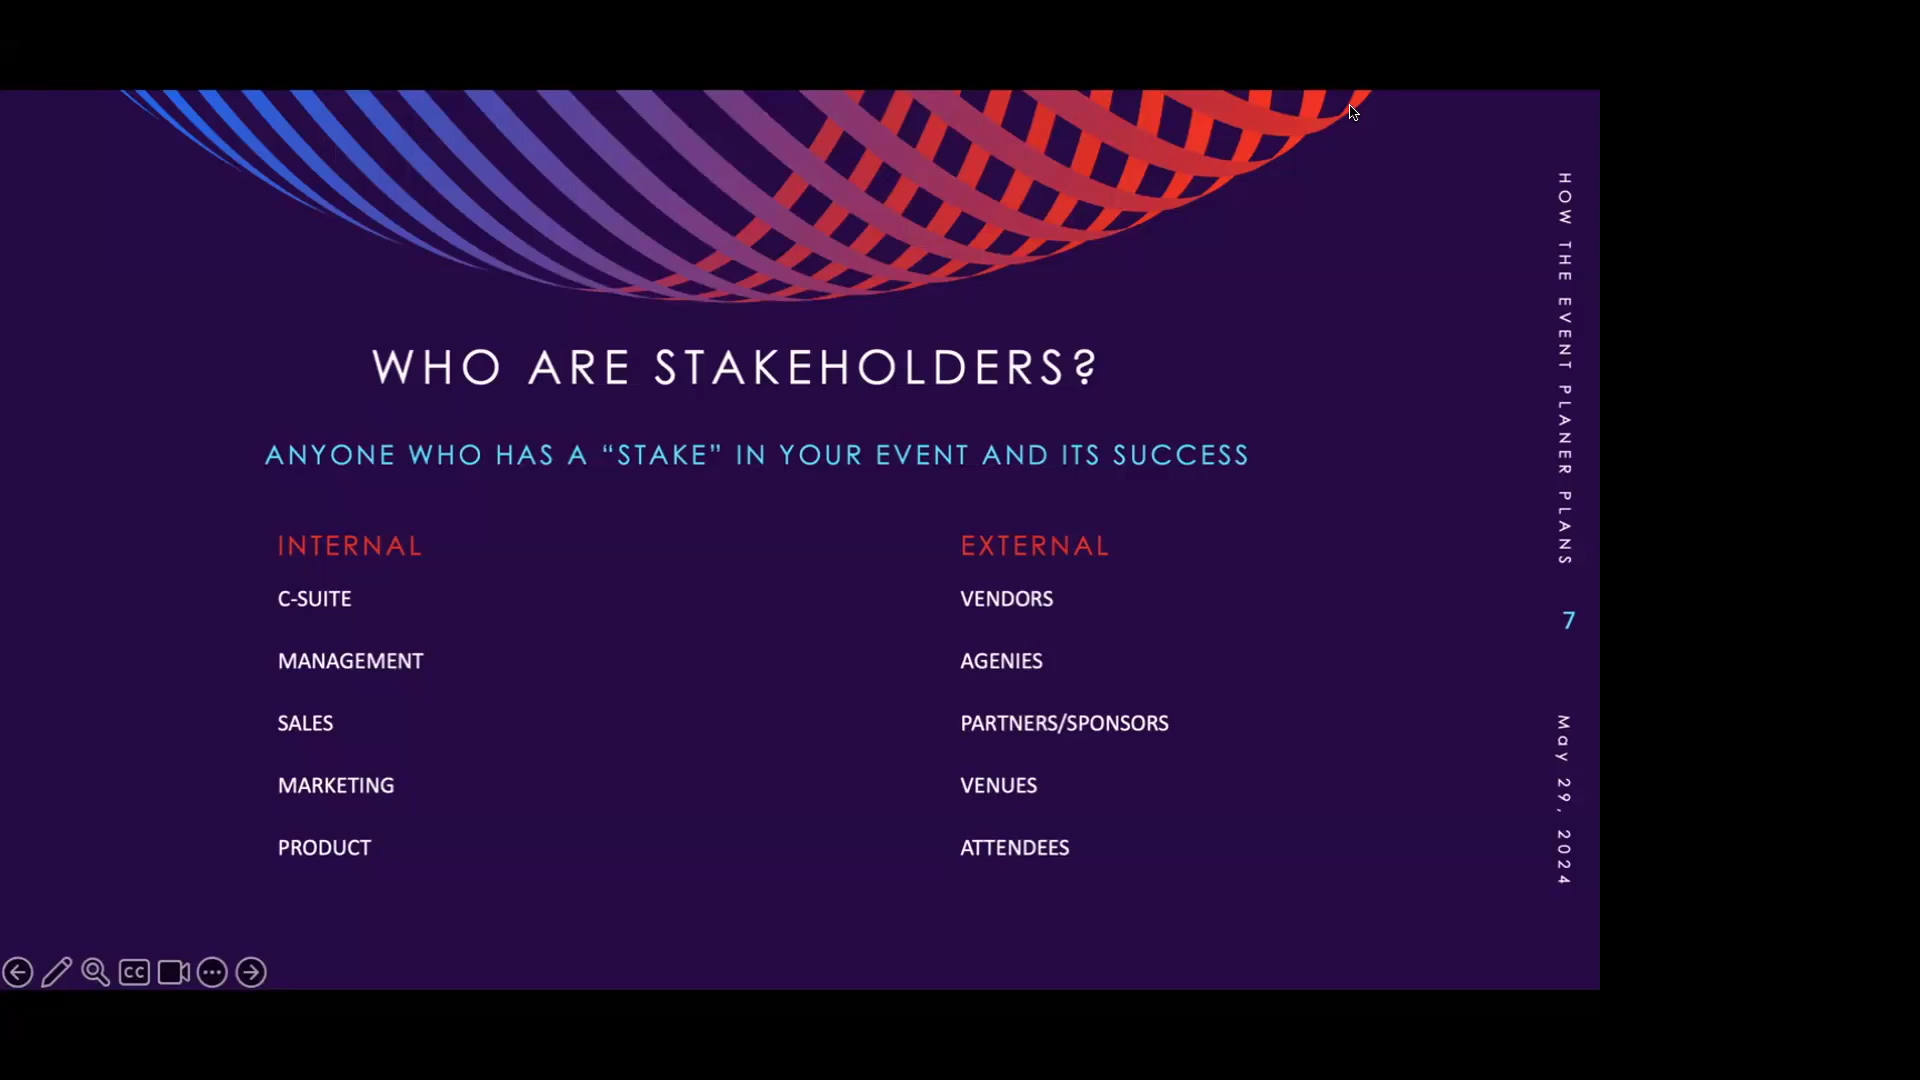 WHO ARE STAKEHOLDERS?
ANYONE WHO HAS A “STAKE” IN YOUR EVENT AND ITS SUCCESS
INTERNAL
C-SUITE
MANAGEMENT
SALES
MARKETING
PRODUCT
EXTERNAL
VENDORS
AGENIES
PARTNERS/SPONSORS
VENUES
ATTENDEES
HOW THE EVENT PLANER PLANS
7
May 29, 2024
CC